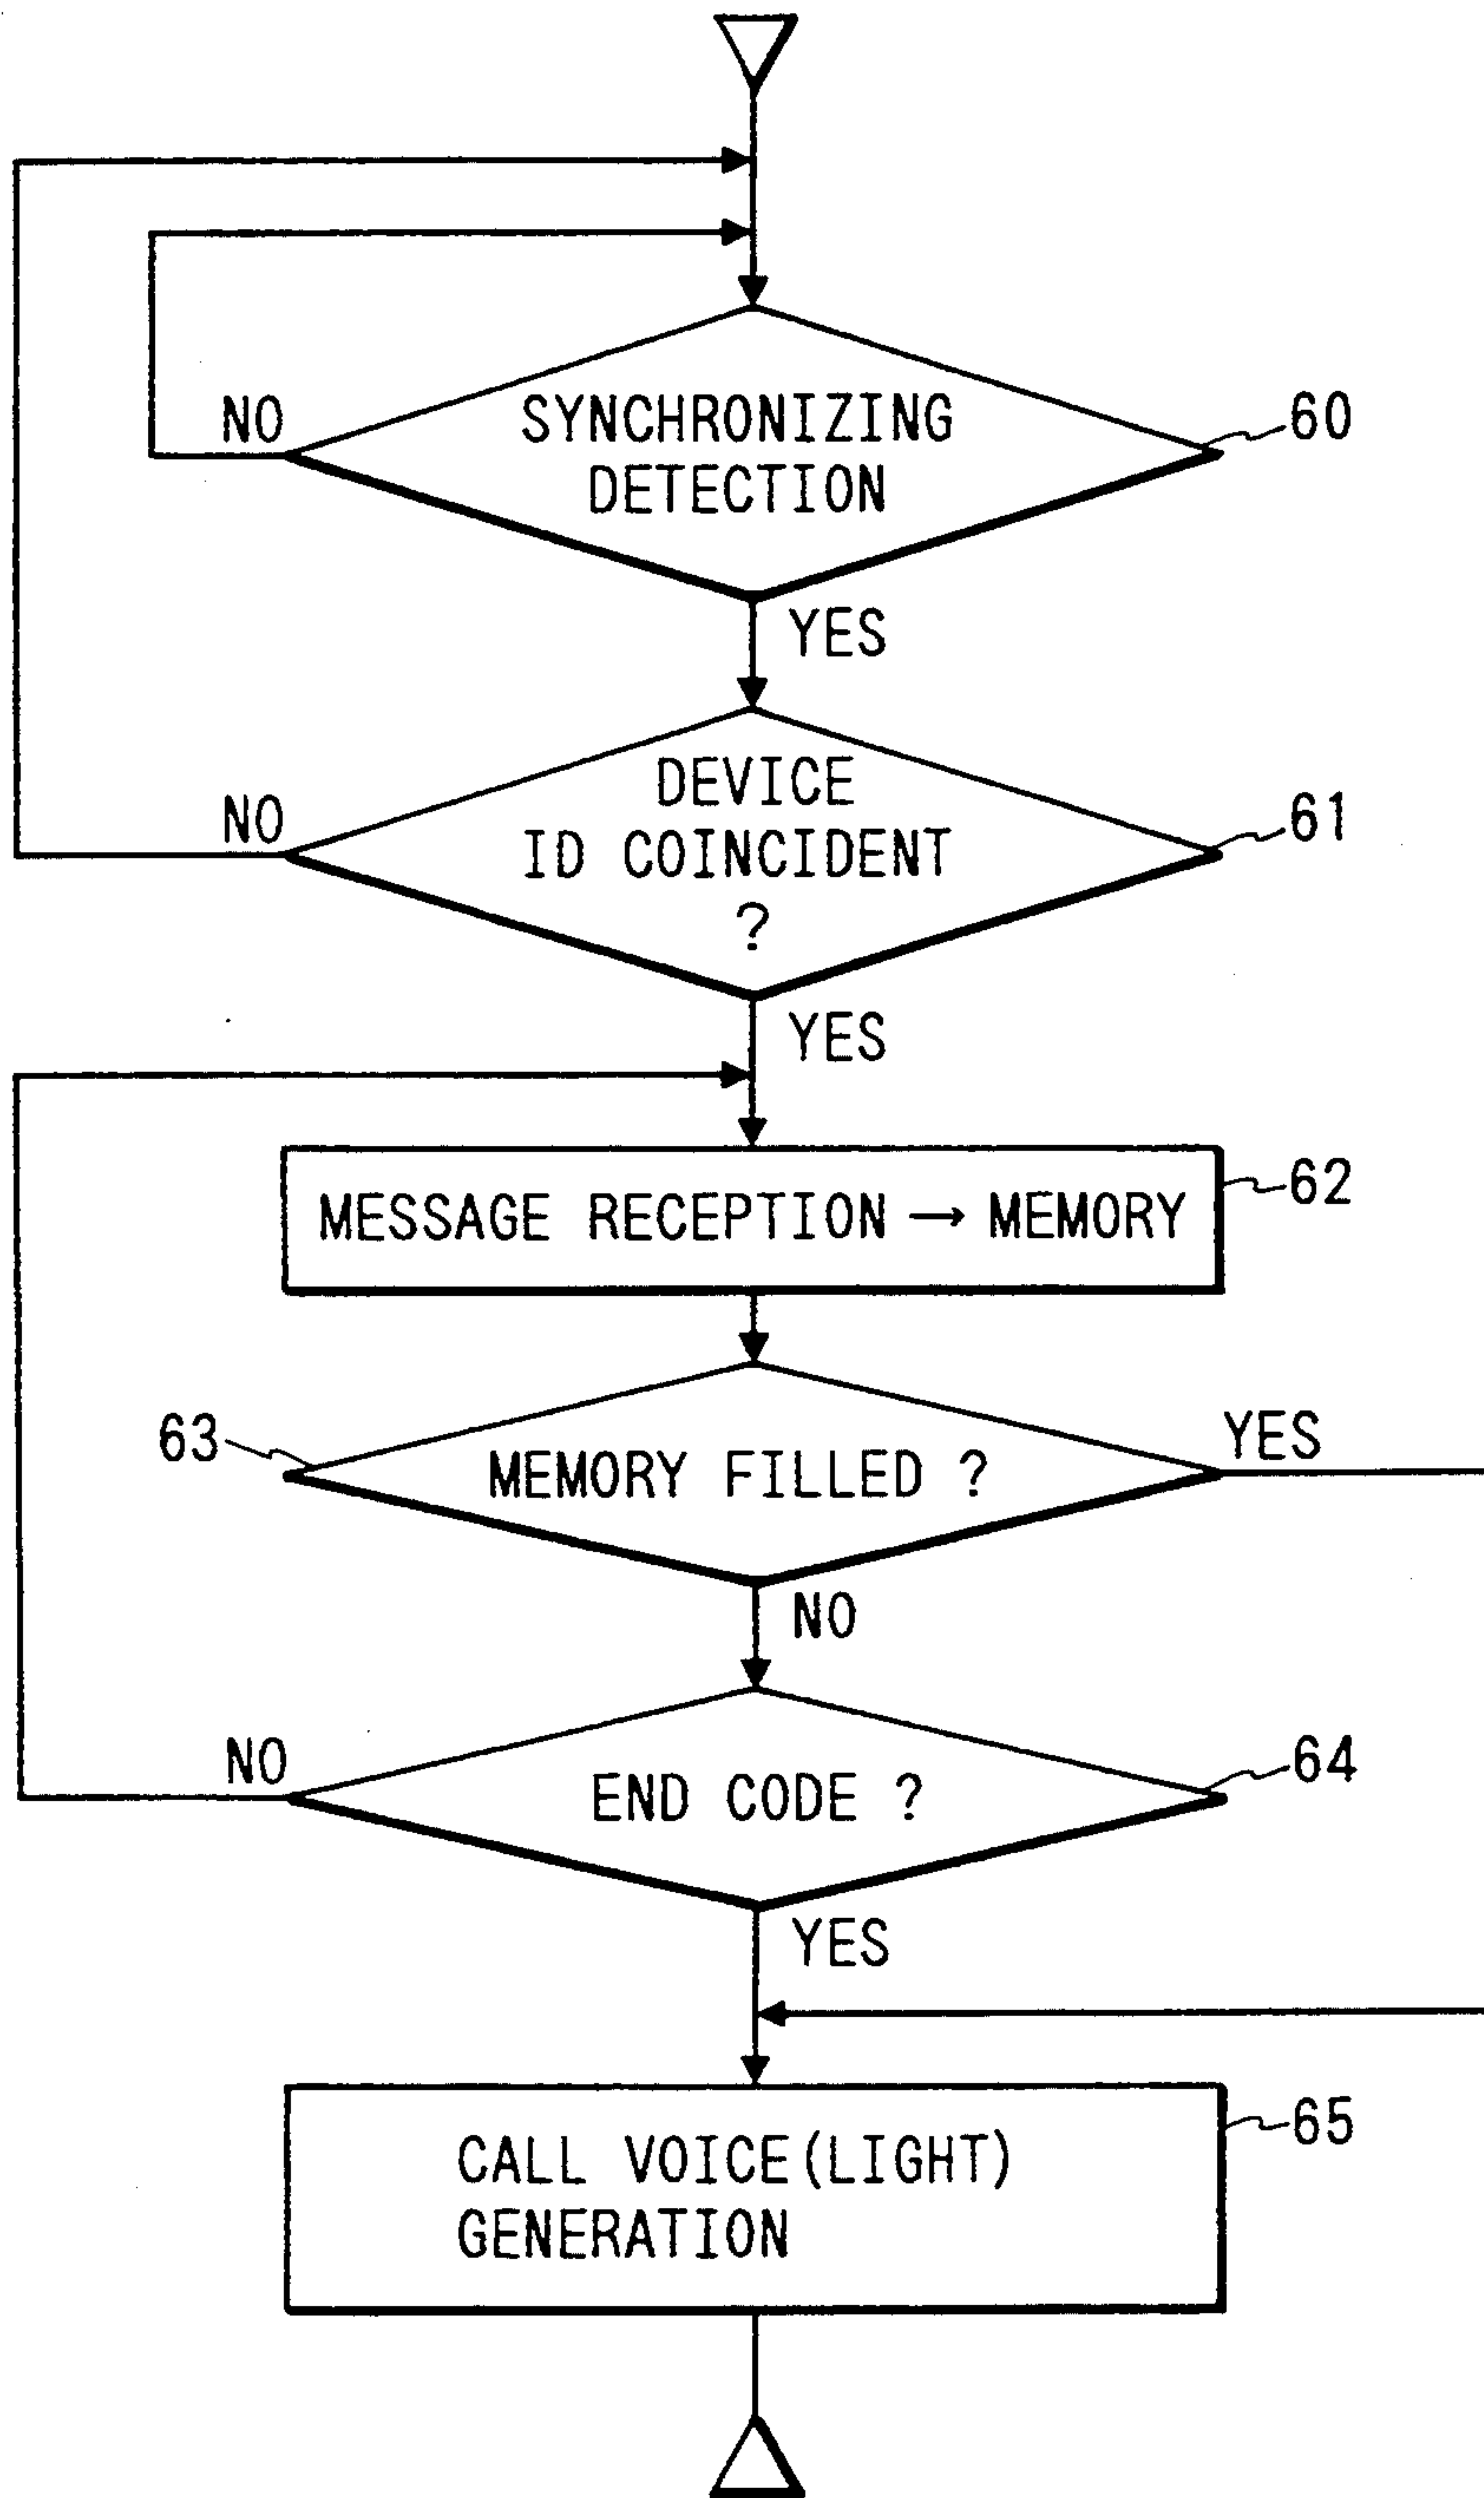 NO
SYNCHRONIZING
DETECTION
60
YES
DEVICE
ID COINCIDENT
?
NO
61
YES
MESSAGE RECEPTION → MEMORY
62
63
MEMORY FILLED ?
YES
NO
NO
END CODE ?
64
YES
CALL VOICE(LIGHT)
GENERATION
65